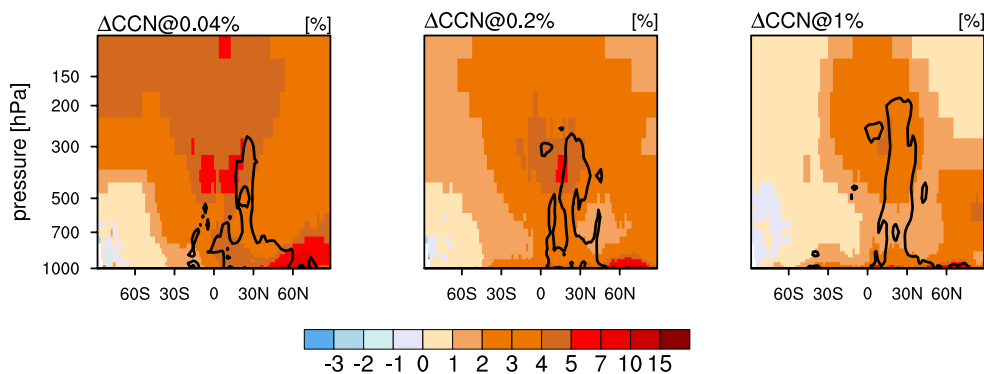 ΔCCN@0.04% [%] ΔCCN@0.2% [%] ΔCCN@1% [%]
pressure [hPa]
150
200
300
500
700
1000
60S 30S 0 30N 60N 60S 30S 0 30N 60N 60S 30S 0 30N 60N
-3 -2 -1 0 1 2 3 4 5 7 10 15